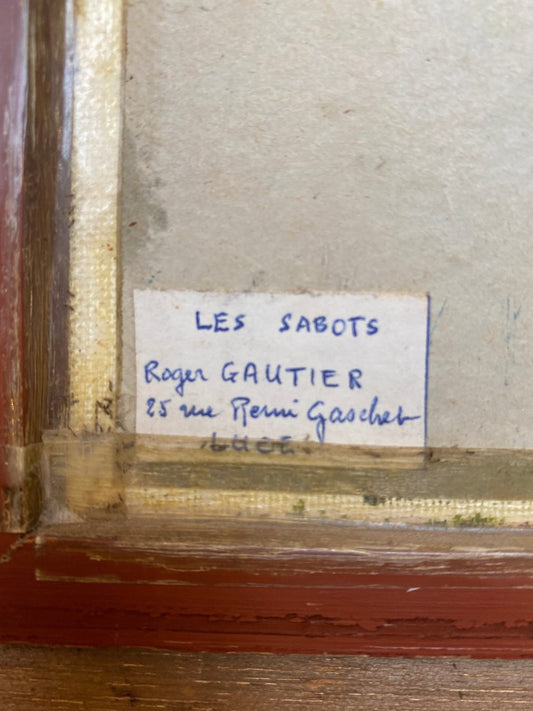 LES SABOTS
Roger GAUTIER
25 rue Remi Gaschet
LUCE